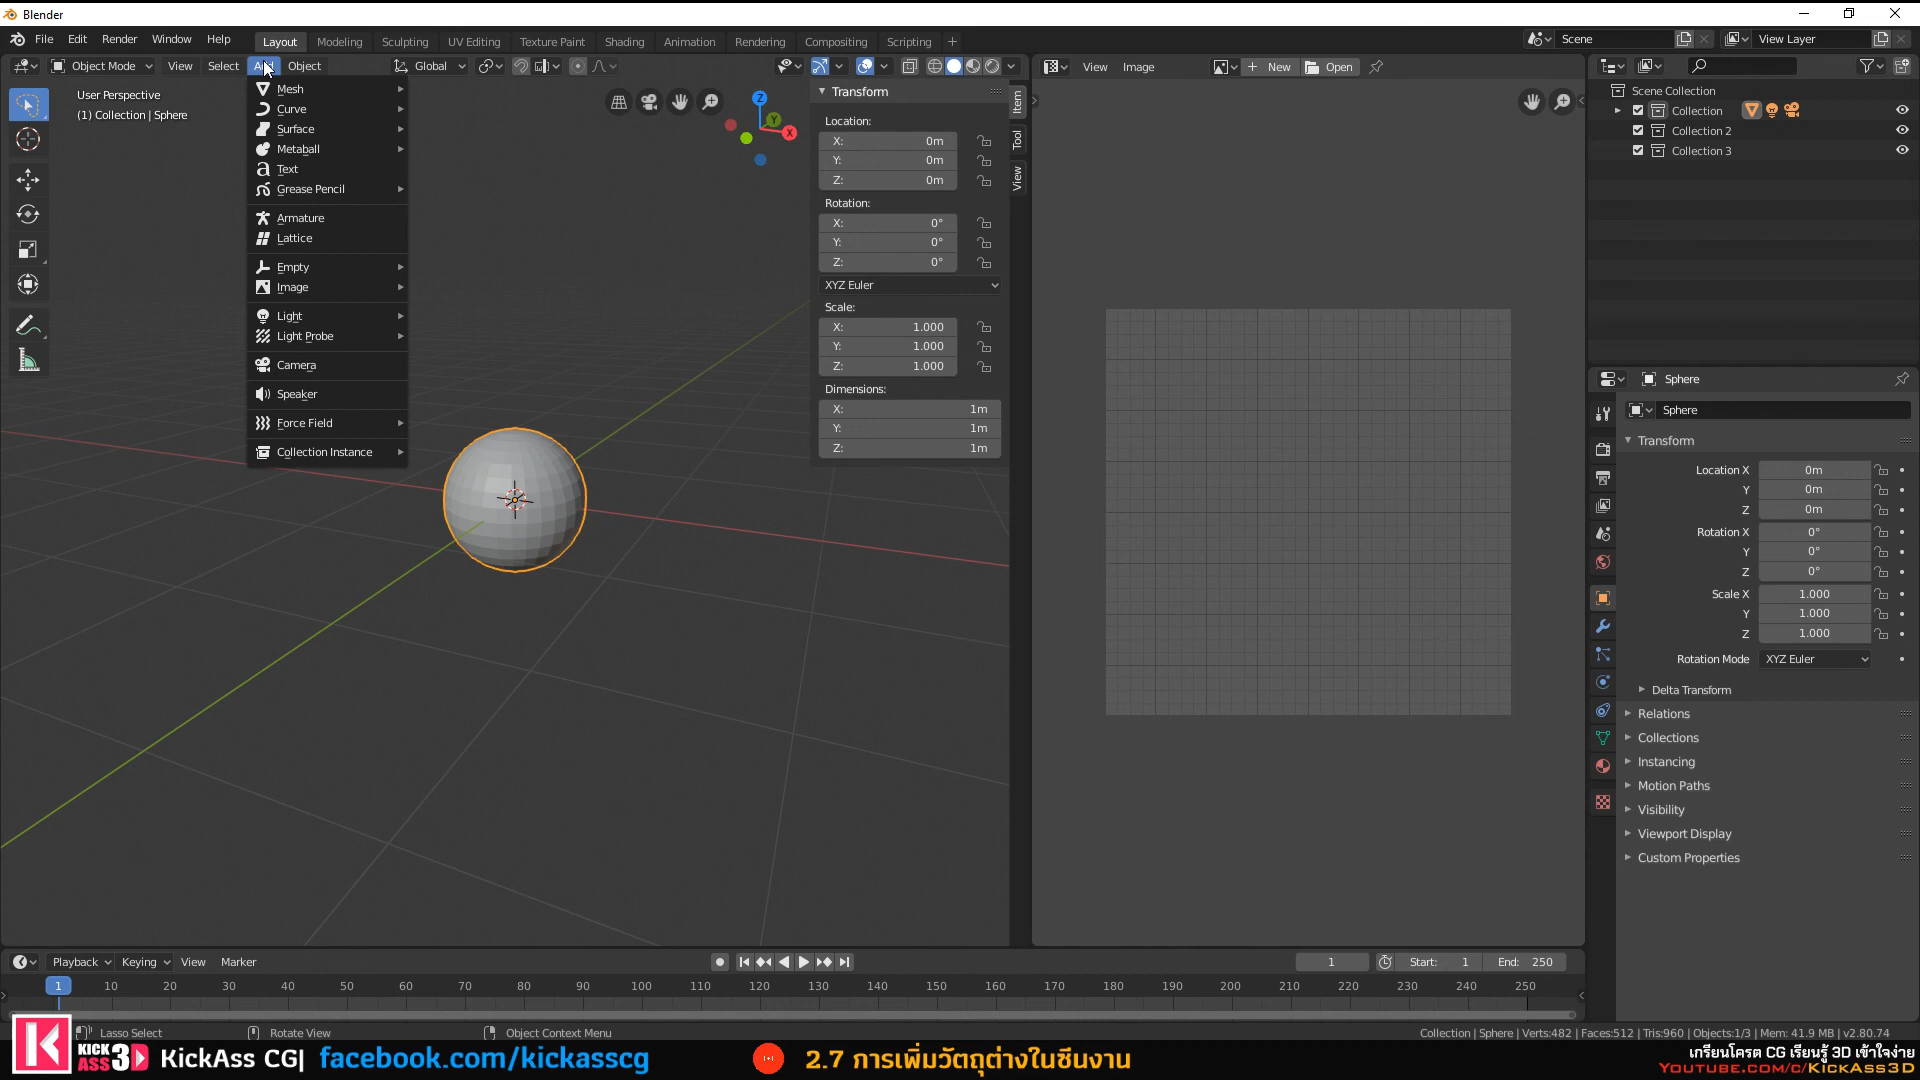 Blender
File Edit Render Window Help Layout Modeling Sculpting UV Editing Texture Paint Shading Animation Rendering Compositing Scripting + Scene View Layer
Object Mode View Select Add Object Global
User Perspective
(1) Collection | Sphere
Mesh
Curve
Surface
Metaball
Text
Grease Pencil
Armature
Lattice
Empty
Image
Light
Light Probe
Camera
Speaker
Force Field
Collection Instance
Z
Y
X
Transform
Location:
X: 0m
Y: 0m
Z: 0m
Rotation:
X: 0°
Y: 0°
Z: 0°
XYZ Euler
Scale:
X: 1.000
Y: 1.000
Z: 1.000
Dimensions:
X: 1m
Y: 1m
Z: 1m
Item
Tool
View
View Image New Open
Scene Collection
Collection
Collection 2
Collection 3
Sphere
Sphere
Transform
Location X 0m
Y 0m
Z 0m
Rotation X 0°
Y 0°
Z 0°
Scale X 1.000
Y 1.000
Z 1.000
Rotation Mode XYZ Euler
Delta Transform
Relations
Collections
Instancing
Motion Paths
Visibility
Viewport Display
Custom Properties
Playback Keying View Marker 1 Start: 1 End: 250
1 10 20 30 40 50 60 70 80 90 100 110 120 130 140 150 160 170 180 190 200 210 220 230 240 250
Lasso Select Rotate View Object Context Menu Collection | Sphere | Verts:482 | Faces:512 | Tris:960 | Objects:1/3 | Mem: 41.9 MB | v2.80.74
K KICK ASS 3D KickAss CG| facebook.com/kickasscg 2.7 การเพิ่มวัตถุต่างในซีนงาน
เกรียนโครต CG เรียนรู้ 3D เข้าใจง่าย
YouTube.com/c/KickAss3D